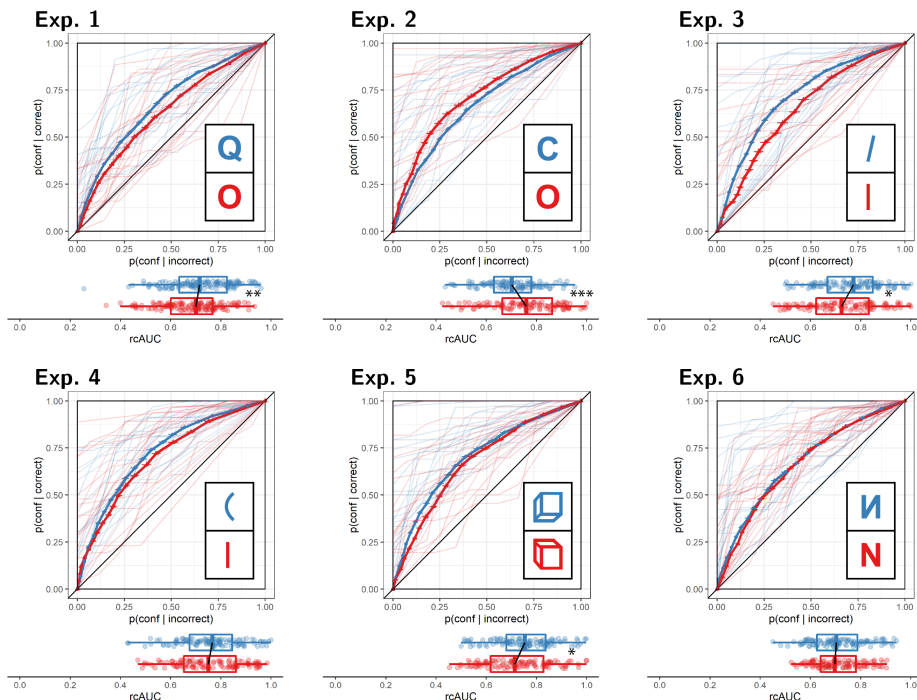 Exp. 1
1.00
0.75
0.50
0.25
0.00
p(conf | correct)
Q
O
0.00 0.25 0.50 0.75 1.00
p(conf | incorrect)
**
0.0 0.2 0.4 0.6 0.8 1.0
rcAUC
Exp. 2
1.00
0.75
0.50
0.25
0.00
p(conf | correct)
C
O
0.00 0.25 0.50 0.75 1.00
p(conf | incorrect)
***
0.0 0.2 0.4 0.6 0.8 1.0
rcAUC
Exp. 3
1.00
0.75
0.50
0.25
0.00
p(conf | correct)
/
|
0.00 0.25 0.50 0.75 1.00
p(conf | incorrect)
*
0.0 0.2 0.4 0.6 0.8 1.0
rcAUC
Exp. 4
1.00
0.75
0.50
0.25
0.00
p(conf | correct)
(
|
0.00 0.25 0.50 0.75 1.00
p(conf | incorrect)
0.0 0.2 0.4 0.6 0.8 1.0
rcAUC
Exp. 5
1.00
0.75
0.50
0.25
0.00
p(conf | correct)
0.00 0.25 0.50 0.75 1.00
p(conf | incorrect)
*
0.0 0.2 0.4 0.6 0.8 1.0
rcAUC
Exp. 6
1.00
0.75
0.50
0.25
0.00
p(conf | correct)
И
N
0.00 0.25 0.50 0.75 1.00
p(conf | incorrect)
0.0 0.2 0.4 0.6 0.8 1.0
rcAUC